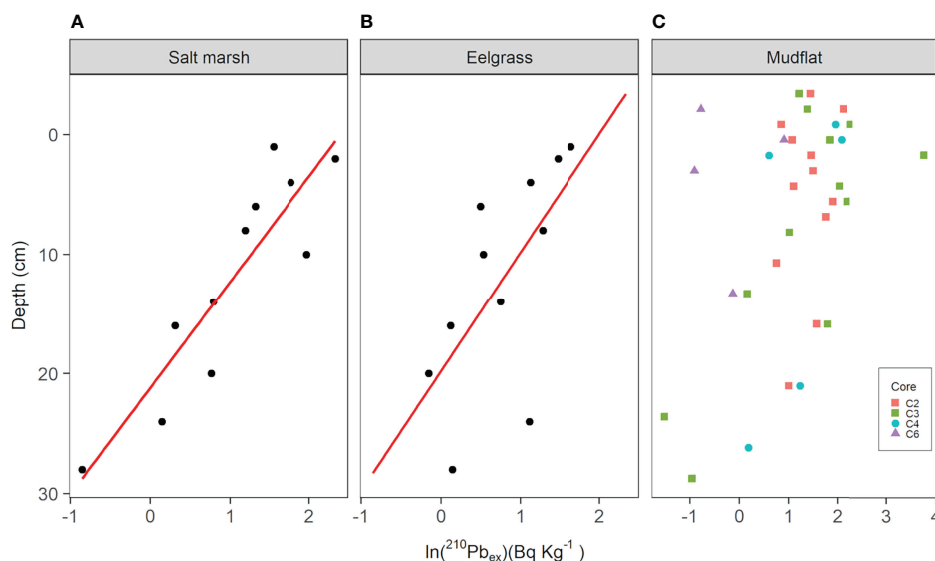 A B C
Salt marsh Eelgrass Mudflat
0
10
20
30
Depth (cm)
-1 0 1 2 -1 0 1 2 -1 0 1 2 3 4
Core
C2
C3
C4
C6
ln(²¹⁰Pbₑₓ)(Bq Kg⁻¹)